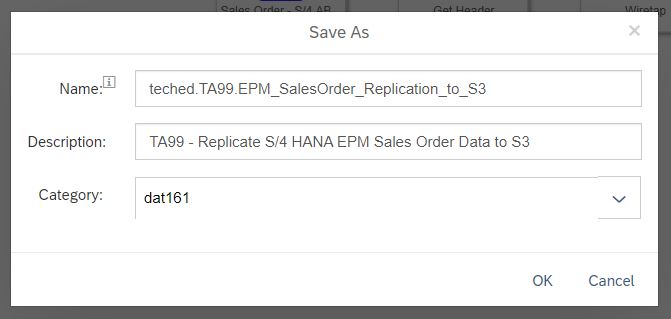 Sales Order - S/4 AB
Get Header
Wiretap
Save As
×
Name: i
teched.TA99.EPM_SalesOrder_Replication_to_S3
Description:
TA99 - Replicate S/4 HANA EPM Sales Order Data to S3
Category:
dat161
OK
Cancel